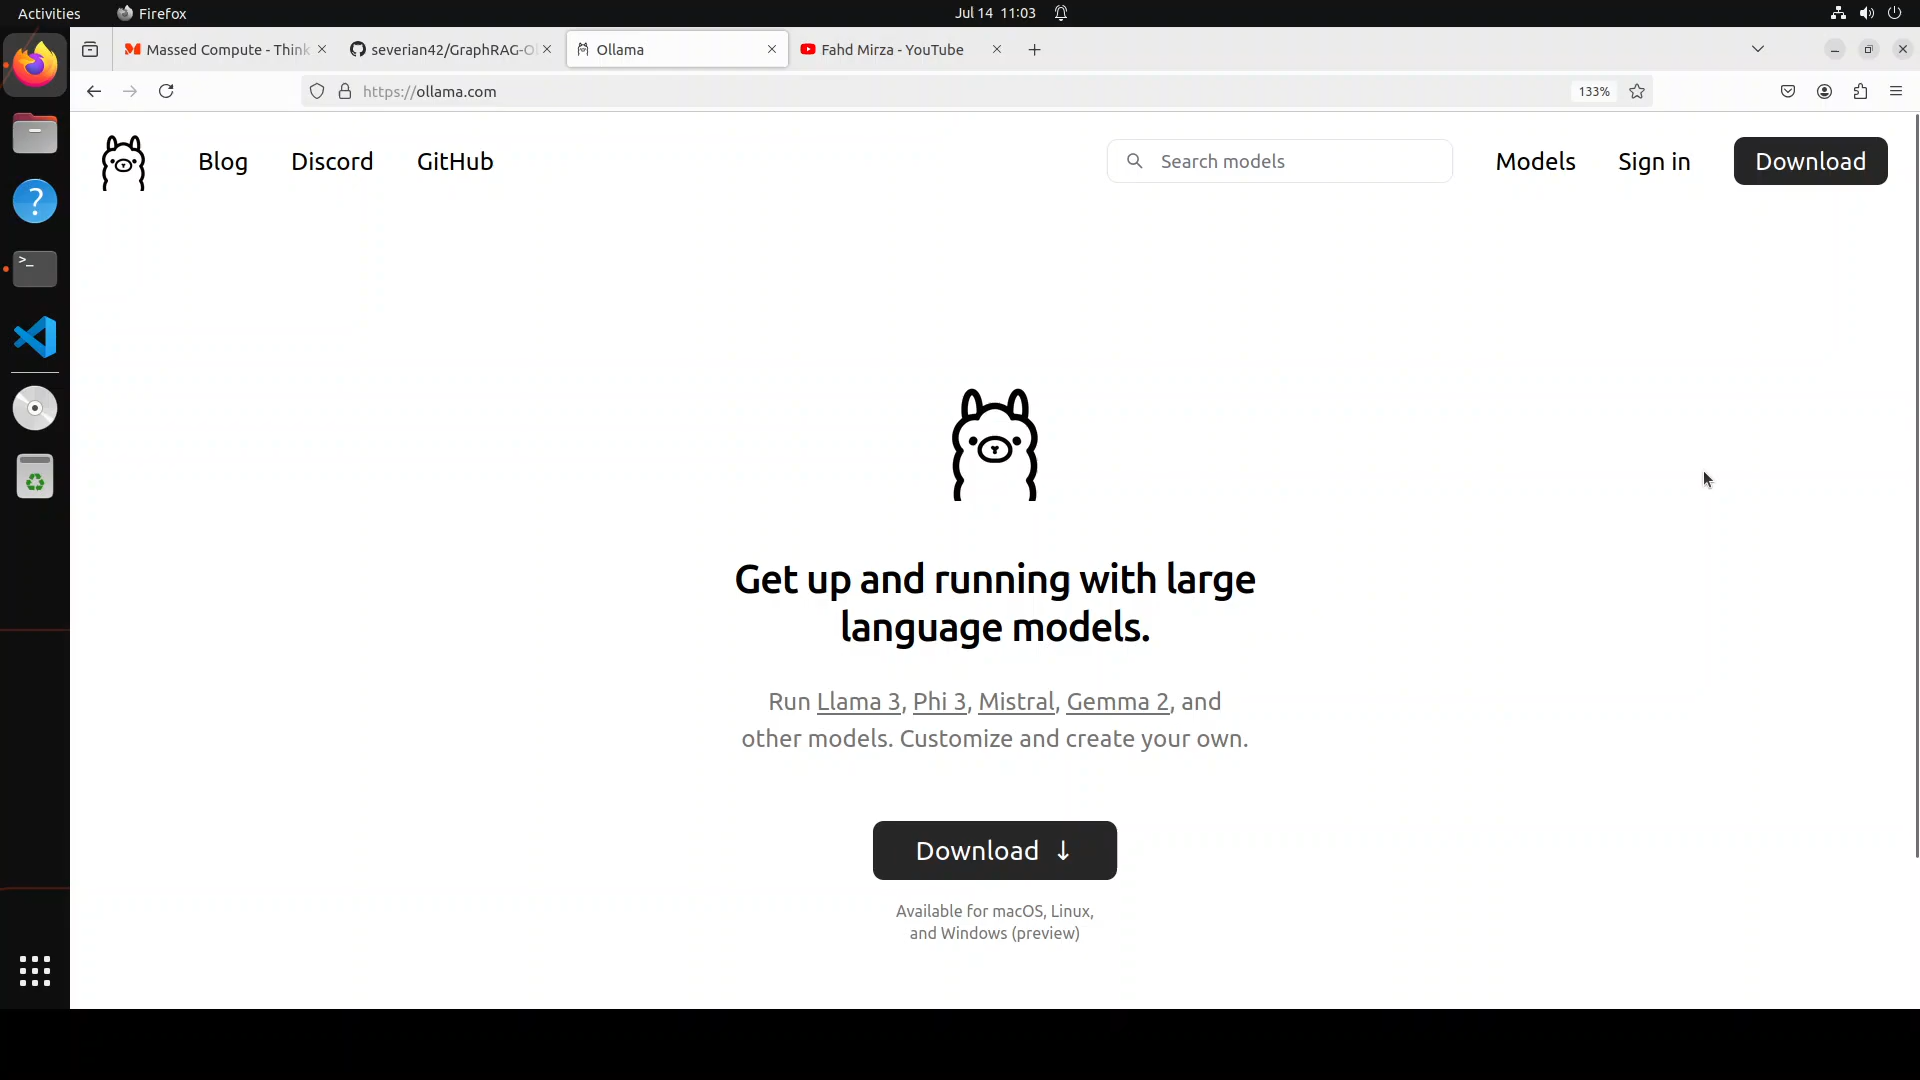 Activities
Firefox
Jul 14 11:03
Massed Compute - Think
severian42/GraphRAG-O
Ollama
Fahd Mirza - YouTube
https://ollama.com
133%
Blog
Discord
GitHub
Search models
Models
Sign in
Download
Get up and running with large
language models.
Run Llama 3, Phi 3, Mistral, Gemma 2, and
other models. Customize and create your own.
Download ↓
Available for macOS, Linux,
and Windows (preview)